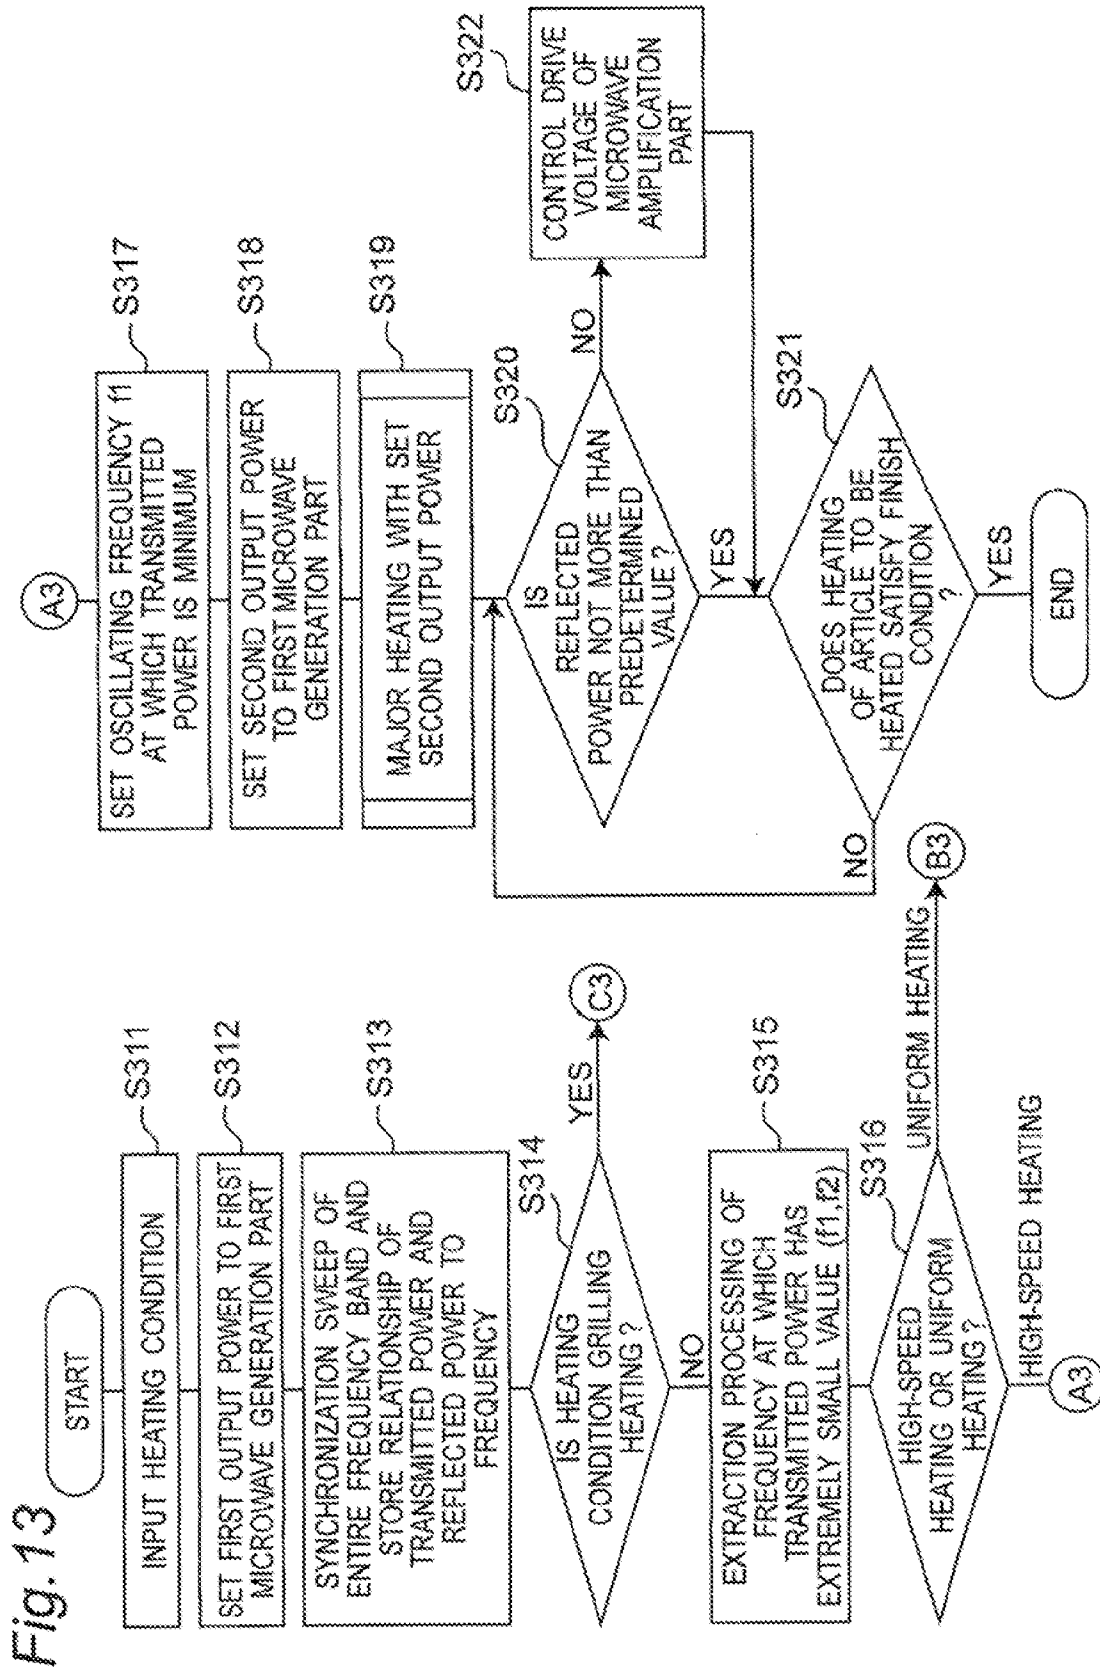 Fig.13
START
INPUT HEATING CONDITION
S311
SET FIRST OUTPUT POWER TO FIRST
MICROWAVE GENERATION PART
S312
SYNCHRONIZATION SWEEP OF
ENTIRE FREQUENCY BAND AND
STORE RELATIONSHIP OF
TRANSMITTED POWER AND
REFLECTED POWER TO
FREQUENCY
S313
IS HEATING
CONDITION GRILLING
HEATING?
S314
YES
C3
NO
EXTRACTION PROCESSING OF
FREQUENCY AT WHICH
TRANSMITTED POWER HAS
EXTREMELY SMALL VALUE (f1,f2)
S315
HIGH-SPEED
HEATING OR UNIFORM
HEATING?
S316
UNIFORM HEATING
B3
HIGH-SPEED HEATING
A3
A3
SET OSCILLATING FREQUENCY f1
AT WHICH TRANSMITTED
POWER IS MINIMUM
S317
SET SECOND OUTPUT POWER
TO FIRST MICROWAVE
GENERATION PART
S318
MAJOR HEATING WITH SET
SECOND OUTPUT POWER
S319
IS
REFLECTED
POWER NOT MORE THAN
PREDETERMINED
VALUE?
S320
NO
CONTROL DRIVE
VOLTAGE OF
MICROWAVE
AMPLIFICATION
PART
S322
YES
DOES HEATING
OF ARTICLE TO BE
HEATED SATISFY FINISH
CONDITION
?
S321
NO
YES
END